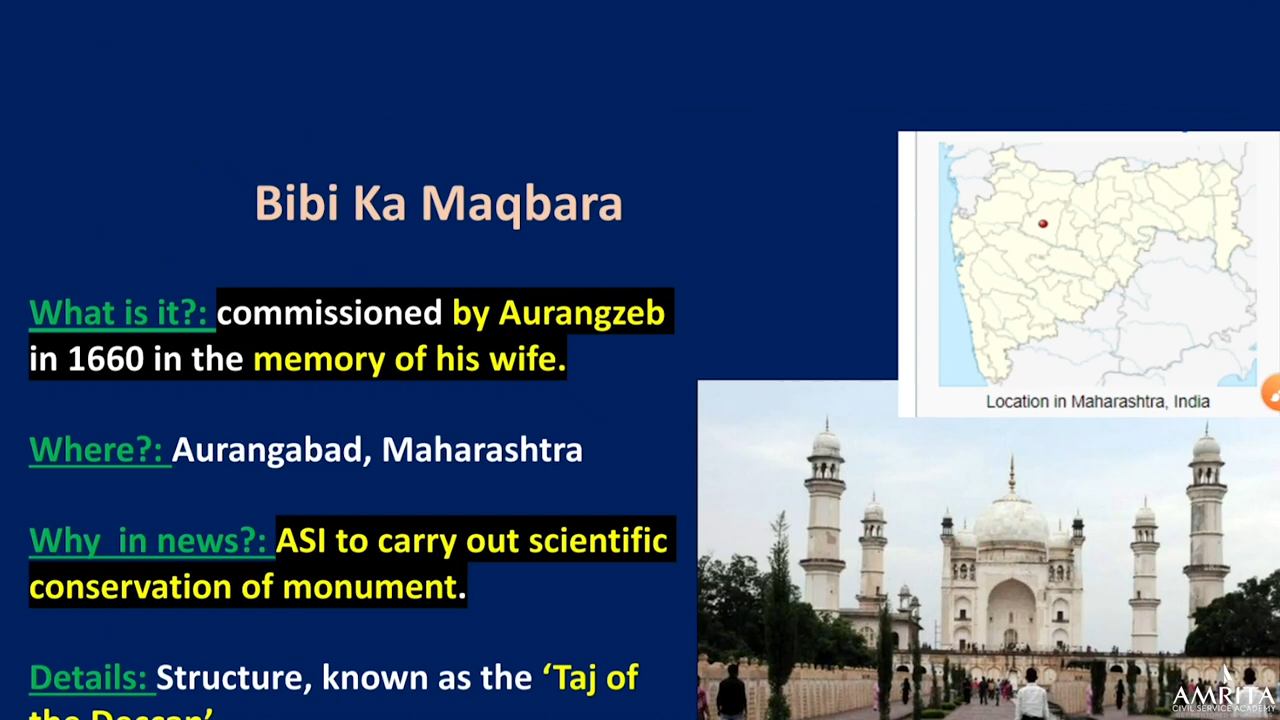 Bibi Ka Maqbara
What is it?: commissioned by Aurangzeb
in 1660 in the memory of his wife.
Where?: Aurangabad, Maharashtra
Why in news?: ASI to carry out scientific
conservation of monument.
Details: Structure, known as the ‘Taj of
the Deccan’
Location in Maharashtra, India
AMRITA
CIVIL SERVICE ACADEMY